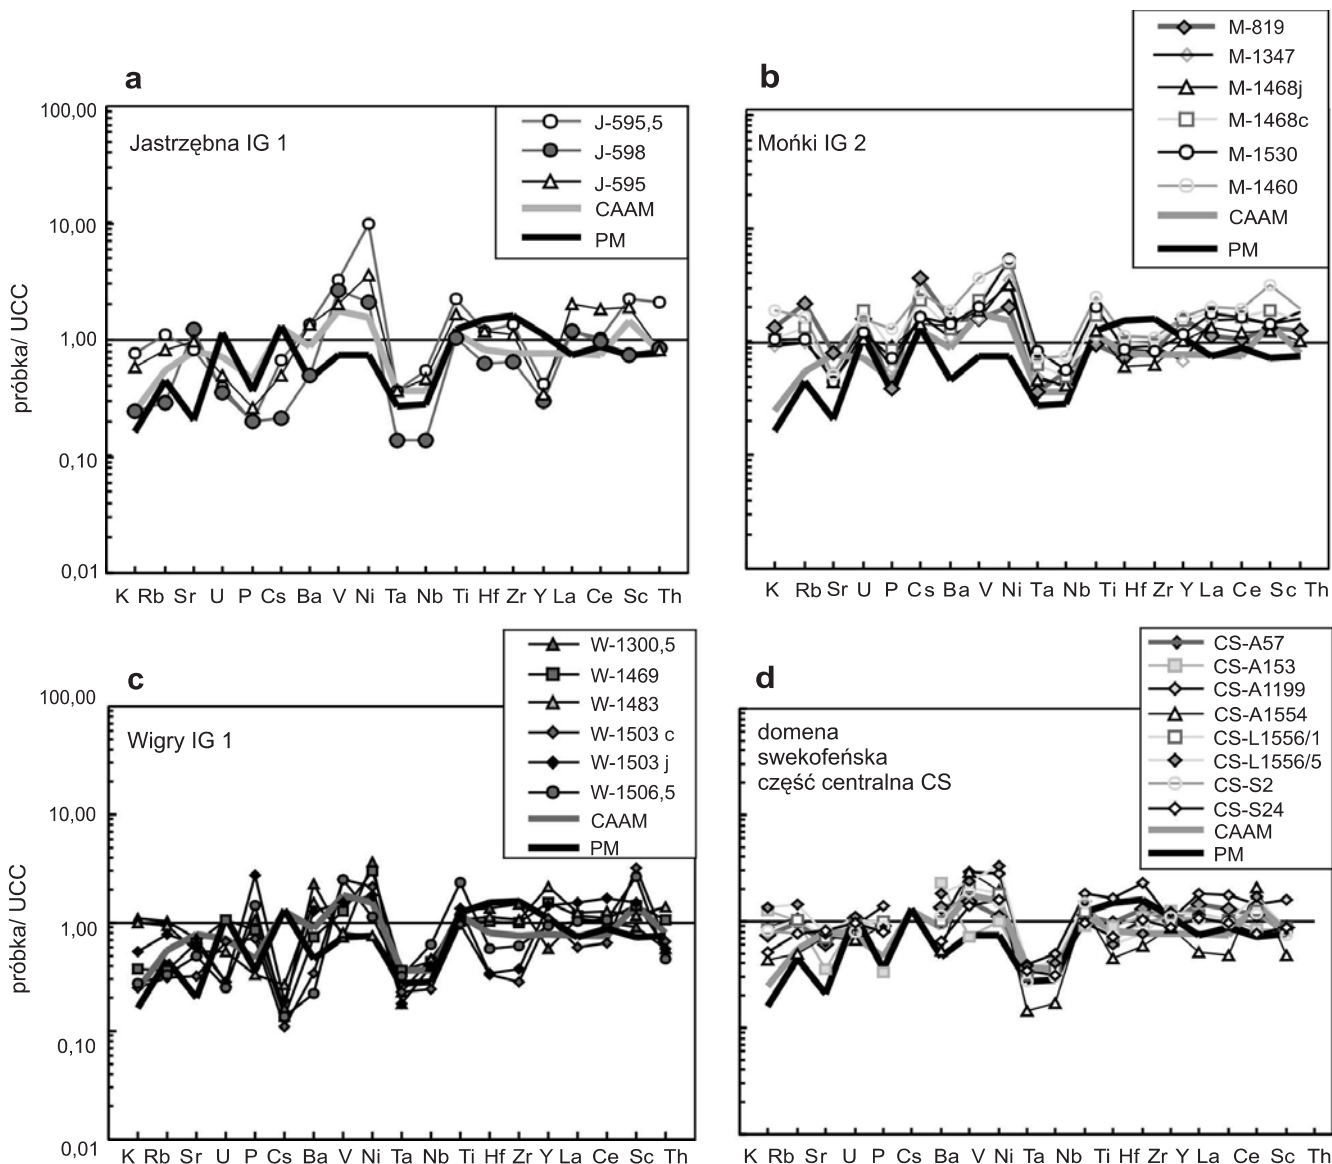 a
Jastrzębna IG 1
J-595,5
J-598
J-595
CAAM
PM
100,00
10,00
1,00
0,10
0,01
próbka/ UCC
K Rb Sr U P Cs Ba V Ni Ta Nb Ti Hf Zr Y La Ce Sc Th
b
Mońki IG 2
M-819
M-1347
M-1468j
M-1468c
M-1530
M-1460
CAAM
PM
K Rb Sr U P Cs Ba V Ni Ta Nb Ti Hf Zr Y La Ce Sc Th
c
Wigry IG 1
W-1300,5
W-1469
W-1483
W-1503 c
W-1503 j
W-1506,5
CAAM
PM
100,00
10,00
1,00
0,10
0,01
próbka/ UCC
K Rb Sr U P Cs Ba V Ni Ta Nb Ti Hf Zr Y La Ce Sc Th
d
domena
swekofeńska
część centralna CS
CS-A57
CS-A153
CS-A1199
CS-A1554
CS-L1556/1
CS-L1556/5
CS-S2
CS-S24
CAAM
PM
K Rb Sr U P Cs Ba V Ni Ta Nb Ti Hf Zr Y La Ce Sc Th